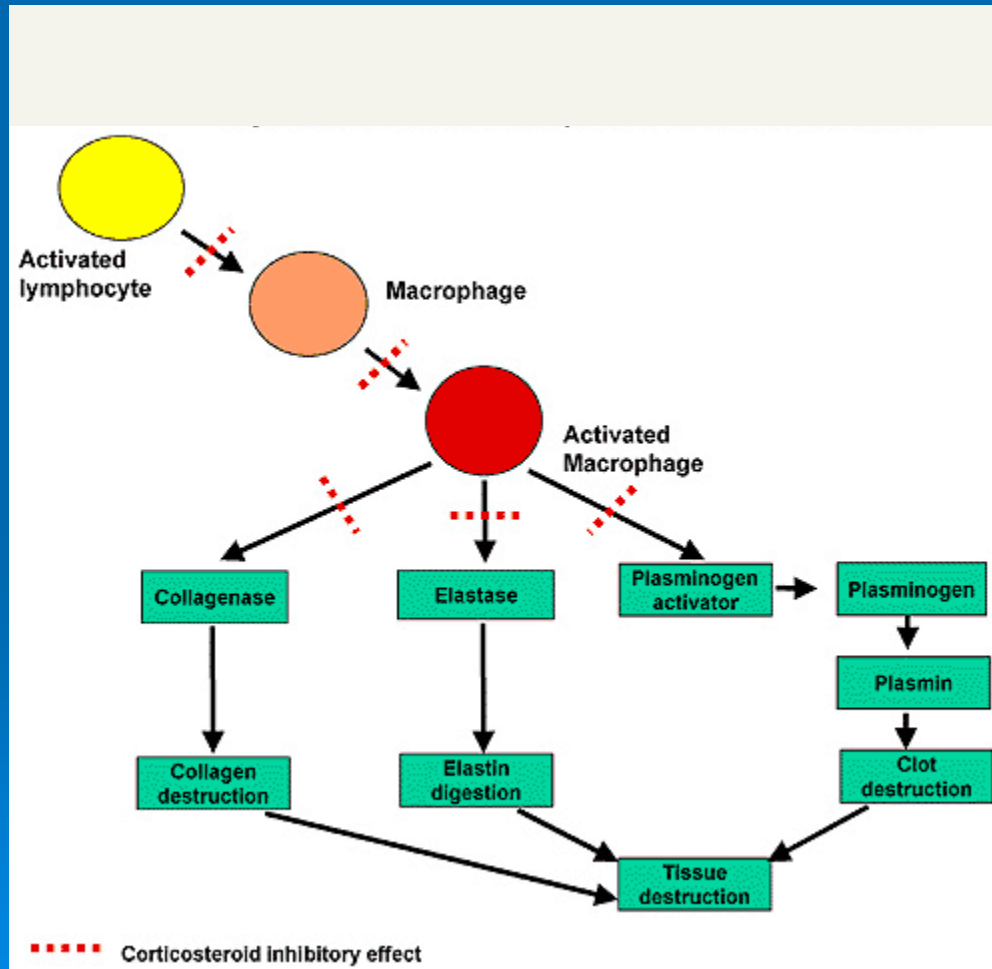 Activated
lymphocyte
Macrophage
Activated
Macrophage
Collagenase
Elastase
Plasminogen
activator
Plasminogen
Plasmin
Collagen
destruction
Elastin
digestion
Clot
destruction
Tissue
destruction
Corticosteroid inhibitory effect